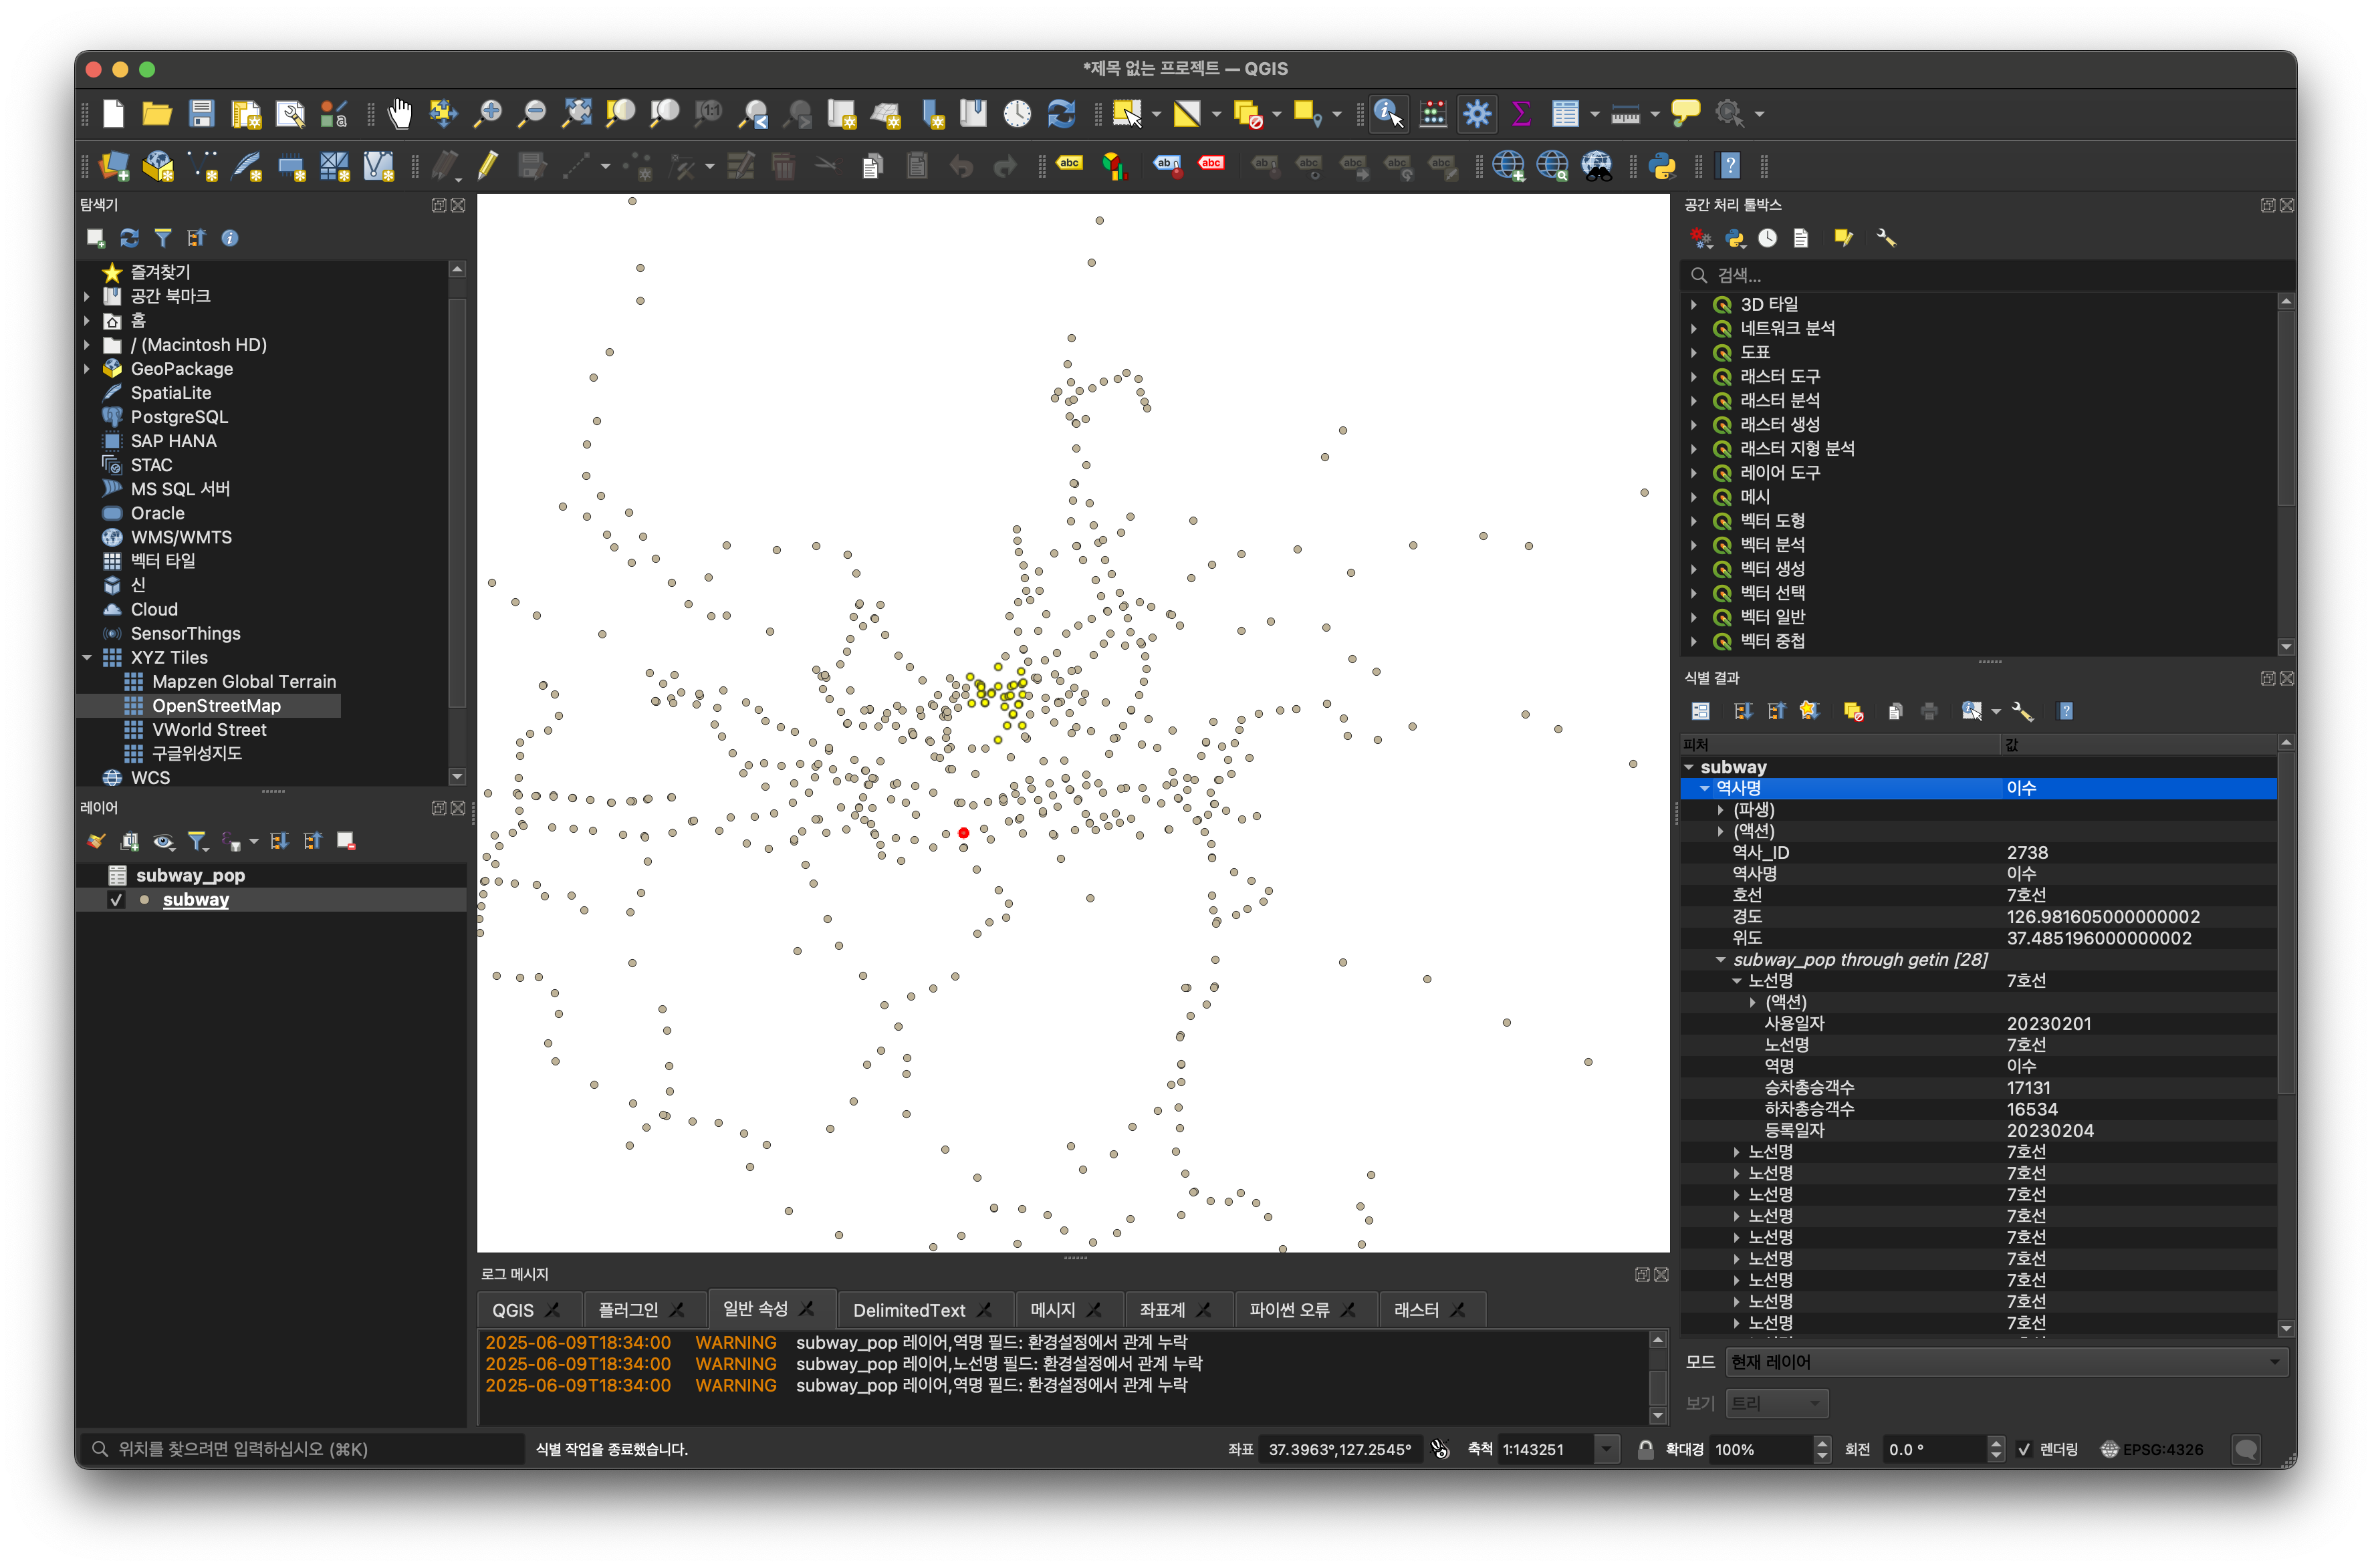 *제목 없는 프로젝트 — QGIS
탐색기
즐겨찾기
공간 북마크
홈
/ (Macintosh HD)
GeoPackage
SpatiaLite
PostgreSQL
SAP HANA
STAC
MS SQL 서버
Oracle
WMS/WMTS
벡터 타일
신
Cloud
SensorThings
XYZ Tiles
Mapzen Global Terrain
OpenStreetMap
VWorld Street
구글위성지도
WCS
레이어
subway_pop
subway
로그 메시지
QGIS 플러그인 일반 속성 DelimitedText 메시지 좌표계 파이썬 오류 래스터
2025-06-09T18:34:00 WARNING subway_pop 레이어,역명 필드: 환경설정에서 관계 누락
2025-06-09T18:34:00 WARNING subway_pop 레이어,노선명 필드: 환경설정에서 관계 누락
2025-06-09T18:34:00 WARNING subway_pop 레이어,역명 필드: 환경설정에서 관계 누락
공간 처리 툴박스
검색...
3D 타일
네트워크 분석
도표
래스터 도구
래스터 분석
래스터 생성
래스터 지형 분석
레이어 도구
메시
벡터 도형
벡터 분석
벡터 생성
벡터 선택
벡터 일반
벡터 중첩
식별 결과
피처 값
subway
역사명 이수
(파생)
(액션)
역사_ID 2738
역사명 이수
호선 7호선
경도 126.981605000000002
위도 37.485196000000002
subway_pop through getin [28]
노선명 7호선
(액션)
사용일자 20230201
노선명 7호선
역명 이수
승차총승객수 17131
하차총승객수 16534
등록일자 20230204
노선명 7호선
노선명 7호선
노선명 7호선
노선명 7호선
노선명 7호선
노선명 7호선
노선명 7호선
노선명 7호선
노선명 7호선
모드 현재 레이어
보기 트리
위치를 찾으려면 입력하십시오 (⌘K) 식별 작업을 종료했습니다. 좌표 37.3963°,127.2545° 축척 1:143251 확대경 100% 회전 0.0 ° 렌더링 EPSG:4326